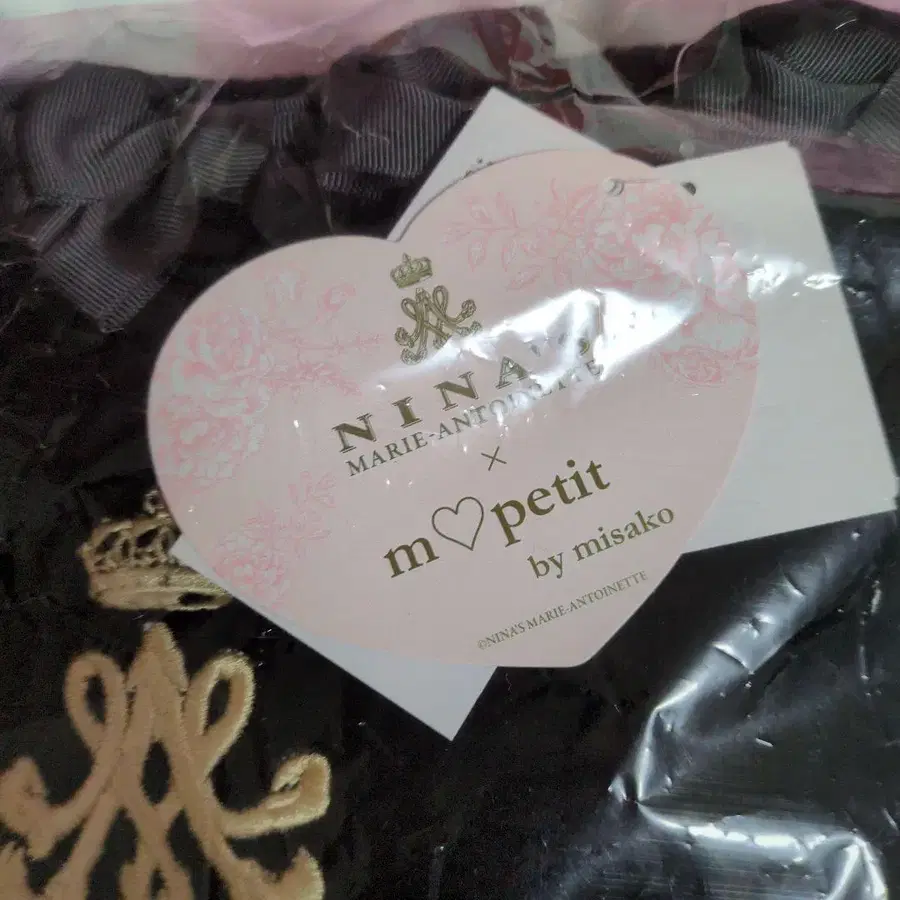 NINA'S
MARIE-ANTOINETTE
×
m♡petit
by misako
©NINA'S MARIE-ANTOINETTE